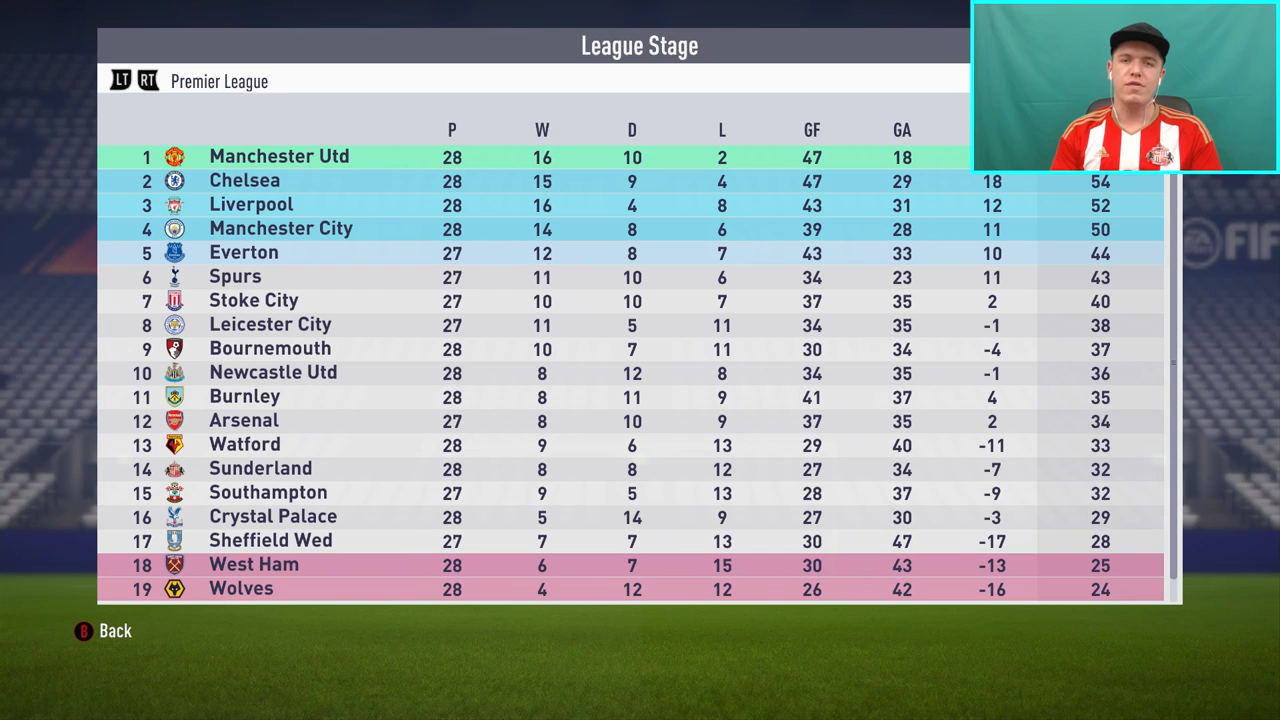 League Stage
LT RT Premier League
P W D L GF GA
1 Manchester Utd 28 16 10 2 47 18
2 Chelsea 28 15 9 4 47 29 18 54
3 Liverpool 28 16 4 8 43 31 12 52
4 Manchester City 28 14 8 6 39 28 11 50
5 Everton 27 12 8 7 43 33 10 44
6 Spurs 27 11 10 6 34 23 11 43
7 Stoke City 27 10 10 7 37 35 2 40
8 Leicester City 27 11 5 11 34 35 -1 38
9 Bournemouth 28 10 7 11 30 34 -4 37
10 Newcastle Utd 28 8 12 8 34 35 -1 36
11 Burnley 28 8 11 9 41 37 4 35
12 Arsenal 27 8 10 9 37 35 2 34
13 Watford 28 9 6 13 29 40 -11 33
14 Sunderland 28 8 8 12 27 34 -7 32
15 Southampton 27 9 5 13 28 37 -9 32
16 Crystal Palace 28 5 14 9 27 30 -3 29
17 Sheffield Wed 27 7 7 13 30 47 -17 28
18 West Ham 28 6 7 15 30 43 -13 25
19 Wolves 28 4 12 12 26 42 -16 24
B Back
EA FIF